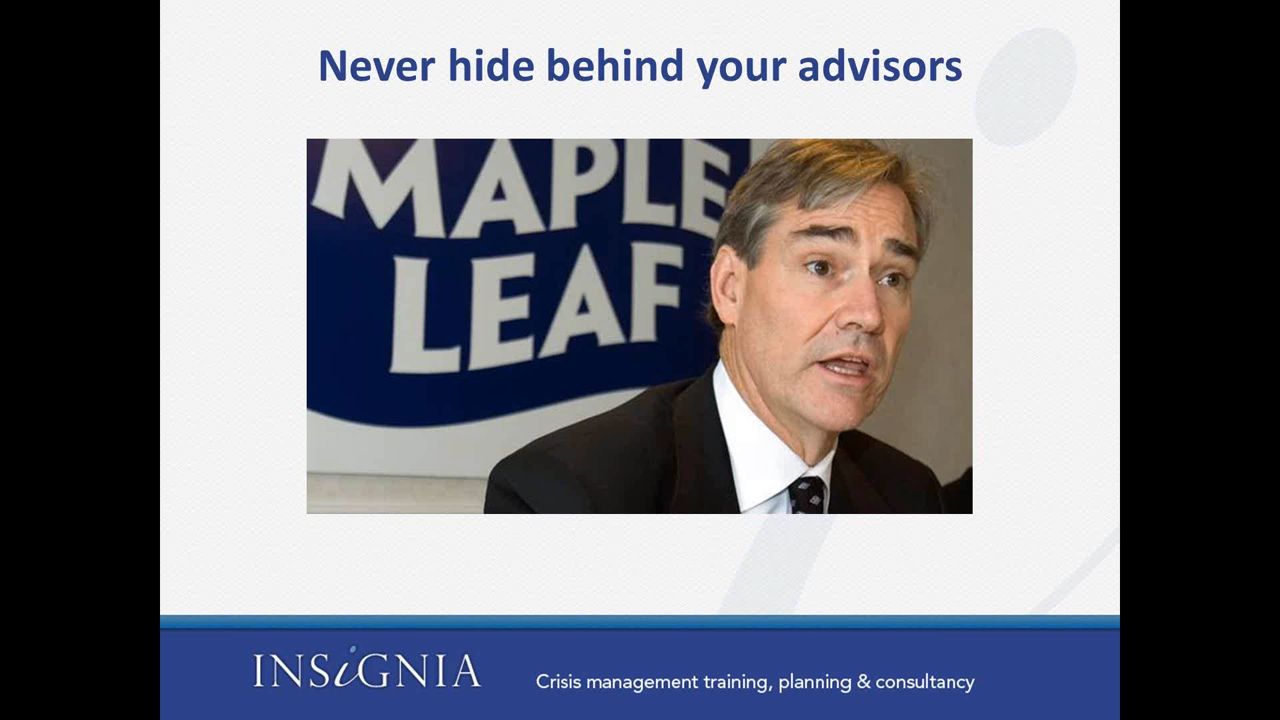 Never hide behind your advisors
MAPLE
LEAF
INSiGNIA
Crisis management training, planning & consultancy